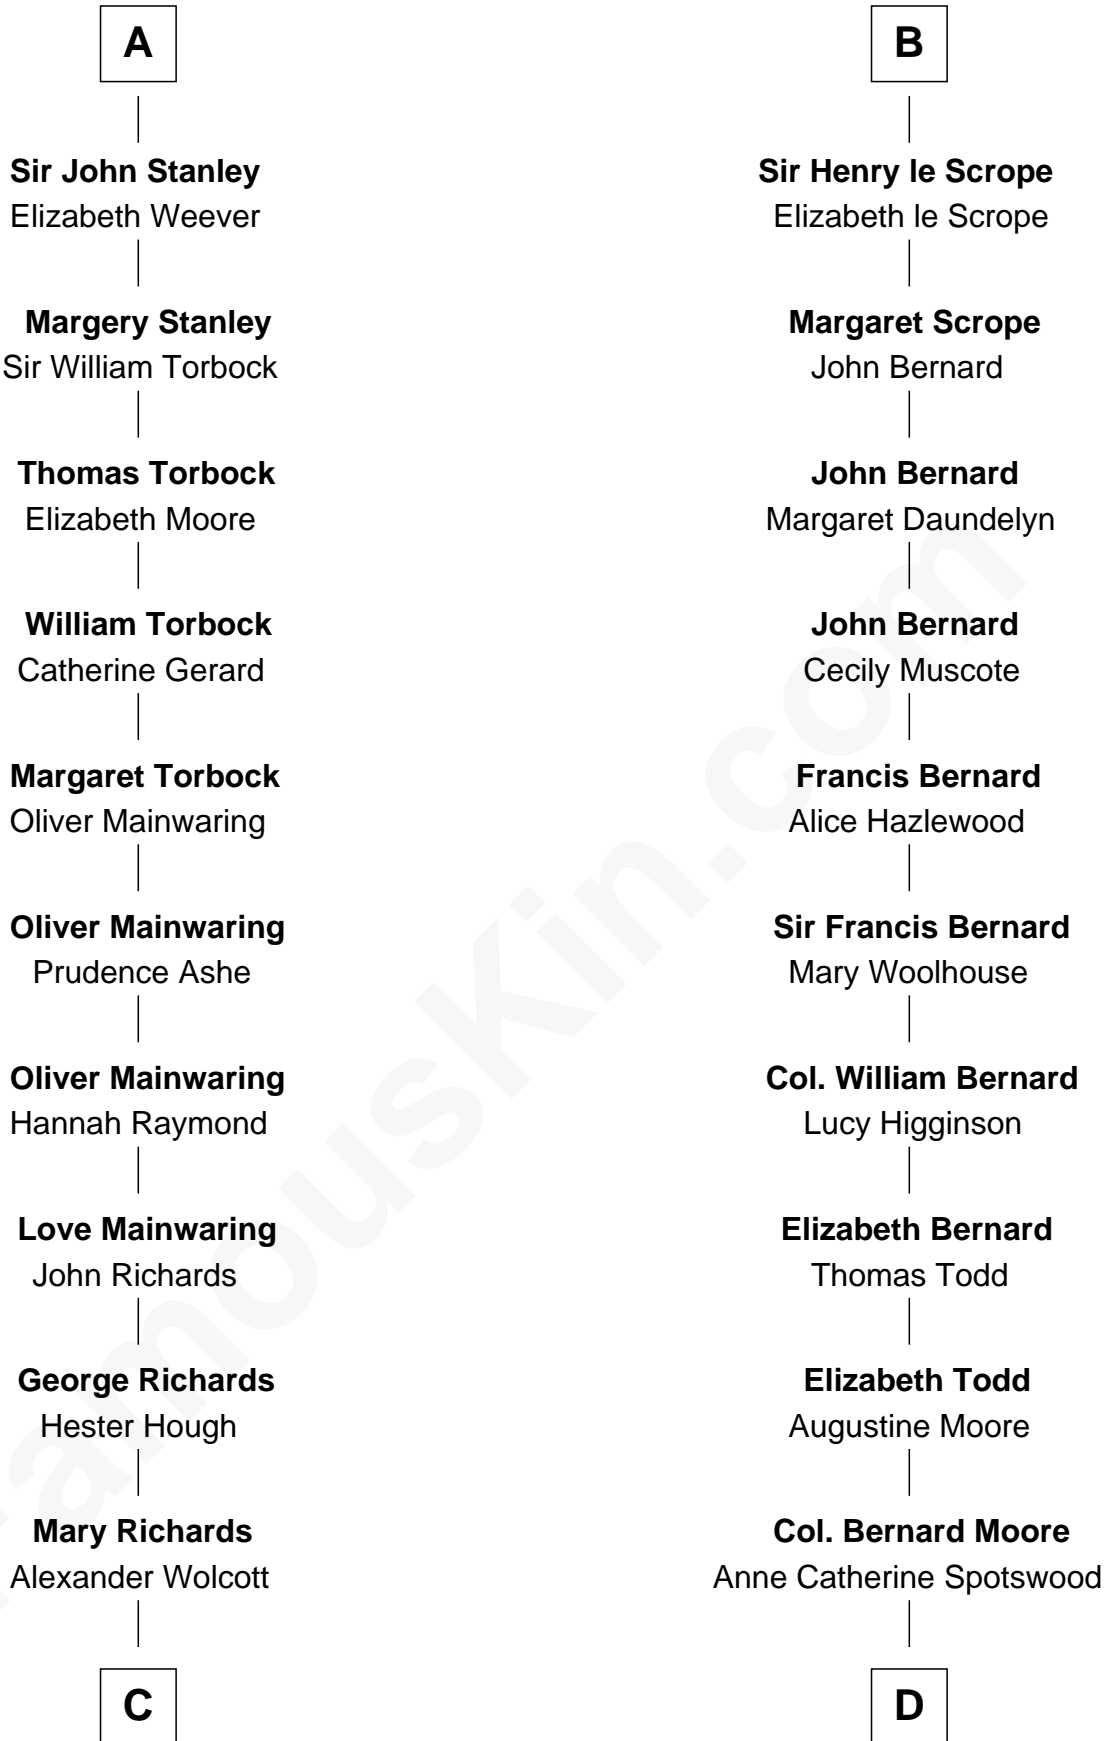 A
Sir John Stanley
Elizabeth Weever
Margery Stanley
Sir William Torbock
Thomas Torbock
Elizabeth Moore
William Torbock
Catherine Gerard
Margaret Torbock
Oliver Mainwaring
Oliver Mainwaring
Prudence Ashe
Oliver Mainwaring
Hannah Raymond
Love Mainwaring
John Richards
George Richards
Hester Hough
Mary Richards
Alexander Wolcott
C
B
Sir Henry le Scrope
Elizabeth le Scrope
Margaret Scrope
John Bernard
John Bernard
Margaret Daundelyn
John Bernard
Cecily Muscote
Francis Bernard
Alice Hazlewood
Sir Francis Bernard
Mary Woolhouse
Col. William Bernard
Lucy Higginson
Elizabeth Bernard
Thomas Todd
Elizabeth Todd
Augustine Moore
Col. Bernard Moore
Anne Catherine Spotswood
D
FamousKin.com